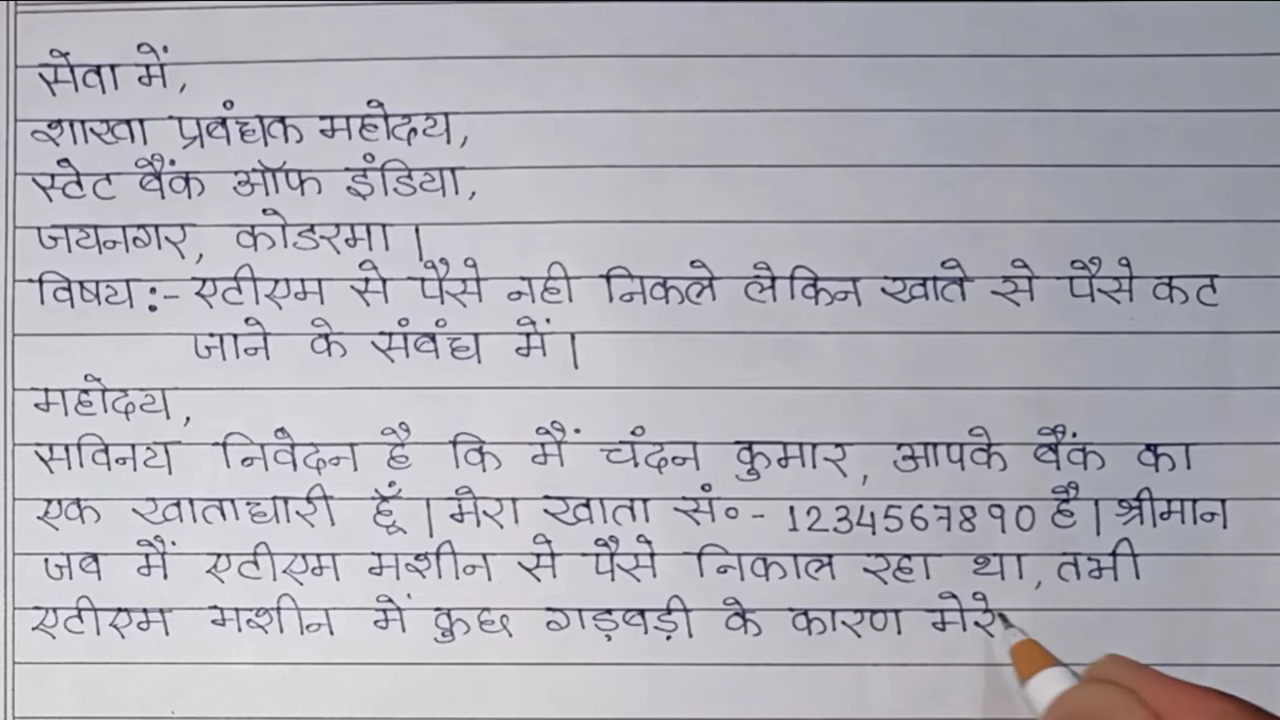 सेवा में,
शाखा प्रबंधक महोदय,
स्टेट बैंक ऑफ इंडिया,
जयनगर, कोडरमा।
विषय:- एटीएम से पैसे नही निकले लेकिन खाते से पैसे कट
जाने के संबंध में।
महोदय,
सविनय निवेदन है कि मैं चंदन कुमार, आपके बैंक का
एक खाताधारी हूँ। मेरा खाता सं०- 1234567890 है। श्रीमान
जब मैं एटीएम मशीन से पैसे निकाल रहा था, तभी
एटीएम मशीन में कुछ गड़बड़ी के कारण मेरे